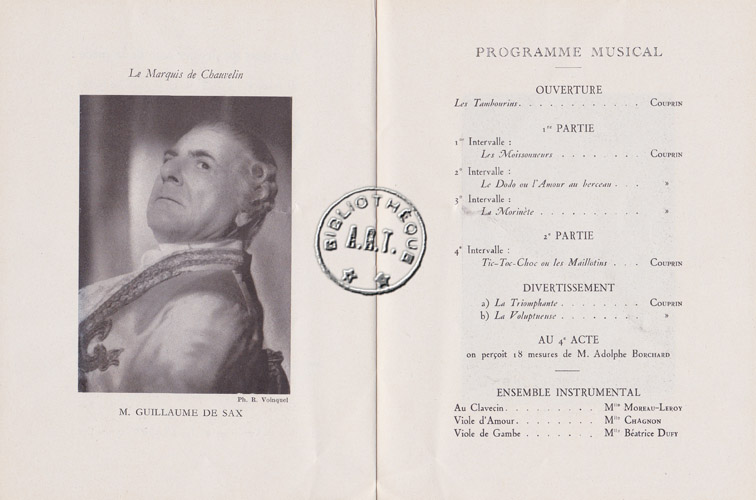 Le Marquis de Chauvelin
Ph. R. Voinquel
M. GUILLAUME DE SAX
BIBLIOTHÈQUE
A.R.T.
PROGRAMME MUSICAL
OUVERTURE
Les Tambourins. . . . . . . . . . . . Couprin
1re PARTIE
1er Intervalle :
Les Moissonneurs . . . . . . . . Couprin
2e Intervalle :
Le Dodo ou l'Amour au berceau . . . »
3e Intervalle :
La Morinète . . . . . . . . . . »
2e PARTIE
4e Intervalle :
Tic-Toc-Choc ou les Maillotins . . . Couprin
DIVERTISSEMENT
a) La Triomphante . . . . . . . . Couprin
b) La Voluptueuse . . . . . . . . »
AU 4e ACTE
on perçoit 18 mesures de M. Adolphe Borchard
ENSEMBLE INSTRUMENTAL
Au Clavecin. . . . . . . . . Mlle Moreau-Leroy
Viole d'Amour. . . . . . . . Mlle Chagnon
Viole de Gambe . . . . . . . Mlle Béatrice Dufy